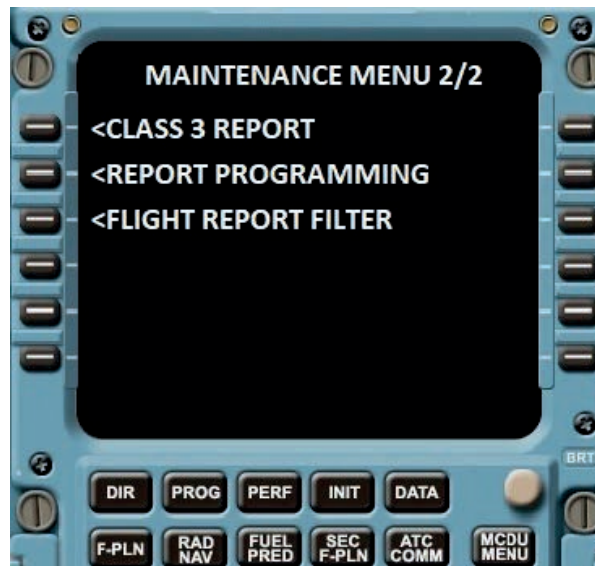 MAINTENANCE MENU 2/2
<CLASS 3 REPORT
<REPORT PROGRAMMING
<FLIGHT REPORT FILTER
BRT
DIR PROG PERF INIT DATA
F-PLN RAD NAV FUEL PRED SEC F-PLN ATC COMM MCDU MENU